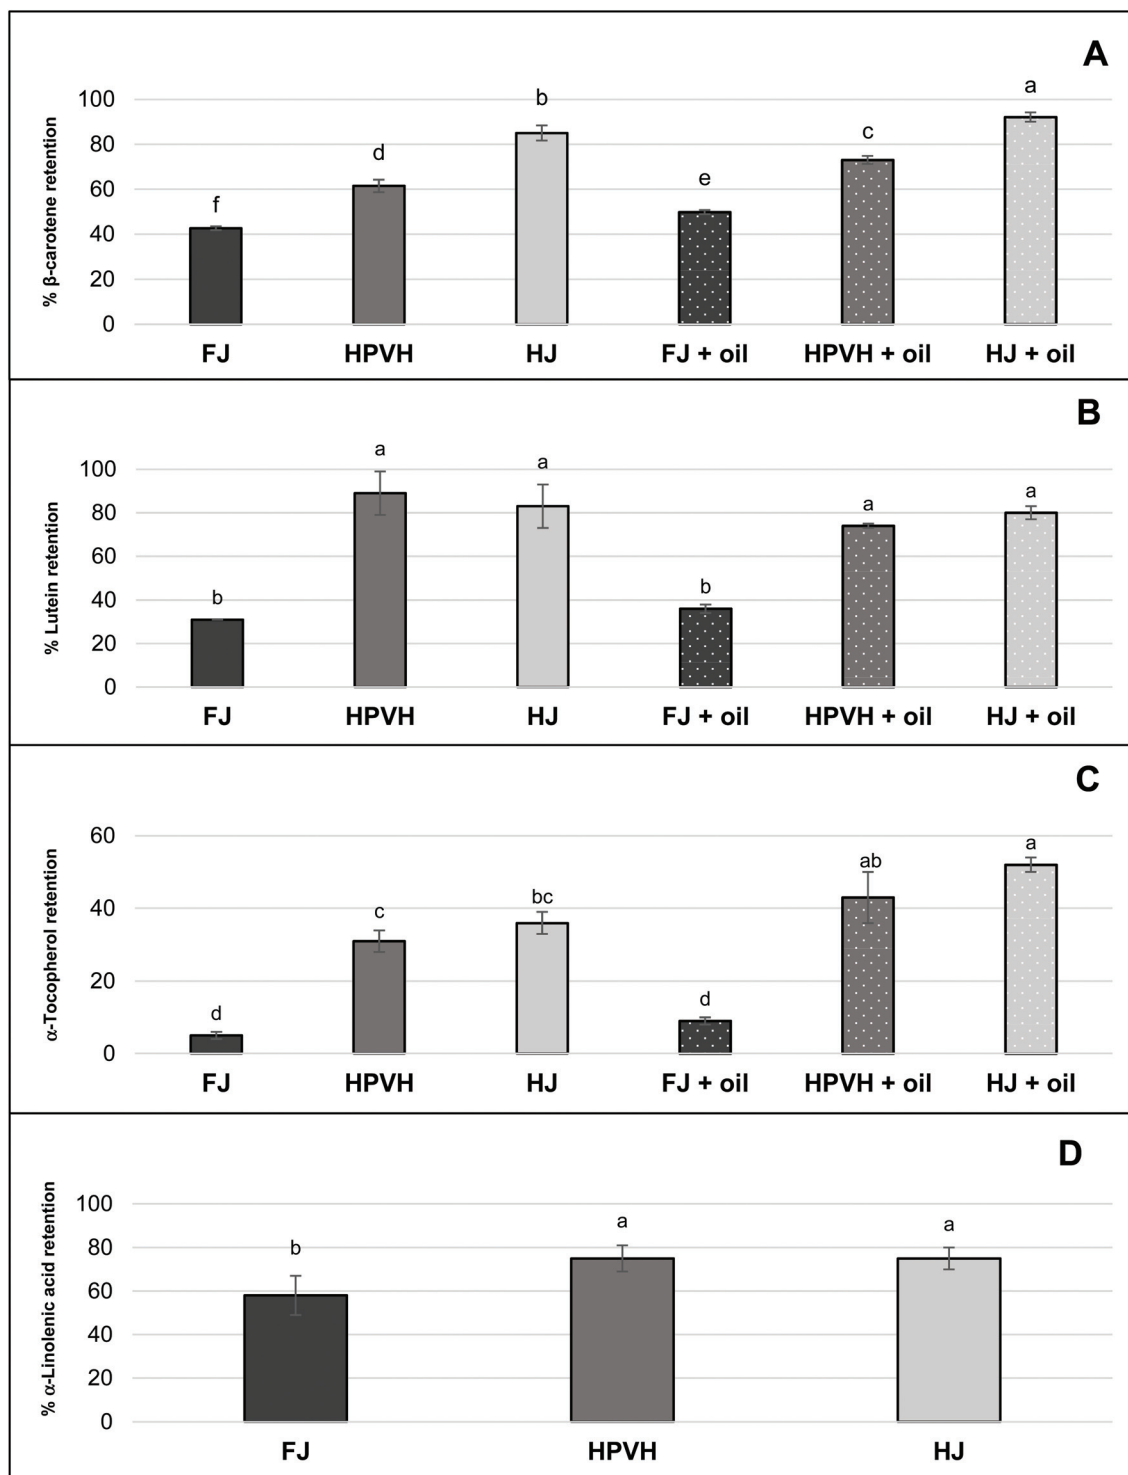 A
% β-carotene retention
100
80
60
40
20
0
f
d
b
e
c
a
FJ HPVH HJ FJ + oil HPVH + oil HJ + oil
B
% Lutein retention
100
80
60
40
20
0
b
a
a
b
a
a
FJ HPVH HJ FJ + oil HPVH + oil HJ + oil
C
α-Tocopherol retention
60
40
20
0
d
c
bc
d
ab
a
FJ HPVH HJ FJ + oil HPVH + oil HJ + oil
D
% α-Linolenic acid retention
100
80
60
40
20
0
b
a
a
FJ HPVH HJ